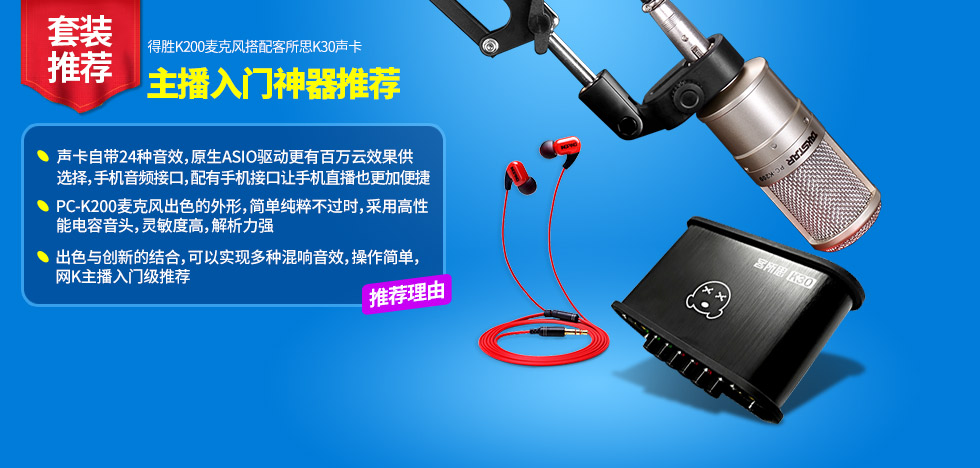 套装
推荐
得胜K200麦克风搭配客所思K30声卡
主播入门神器推荐
声卡自带24种音效,原生ASIO驱动更有百万云效果供
选择,手机音频接口,配有手机接口让手机直播也更加便捷
PC-K200麦克风出色的外形,简单纯粹不过时,采用高性
能电容音头,灵敏度高,解析力强
出色与创新的结合,可以实现多种混响音效,操作简单,
网K主播入门级推荐
推荐理由
TAKSTAR PC-K200
客所思 K30